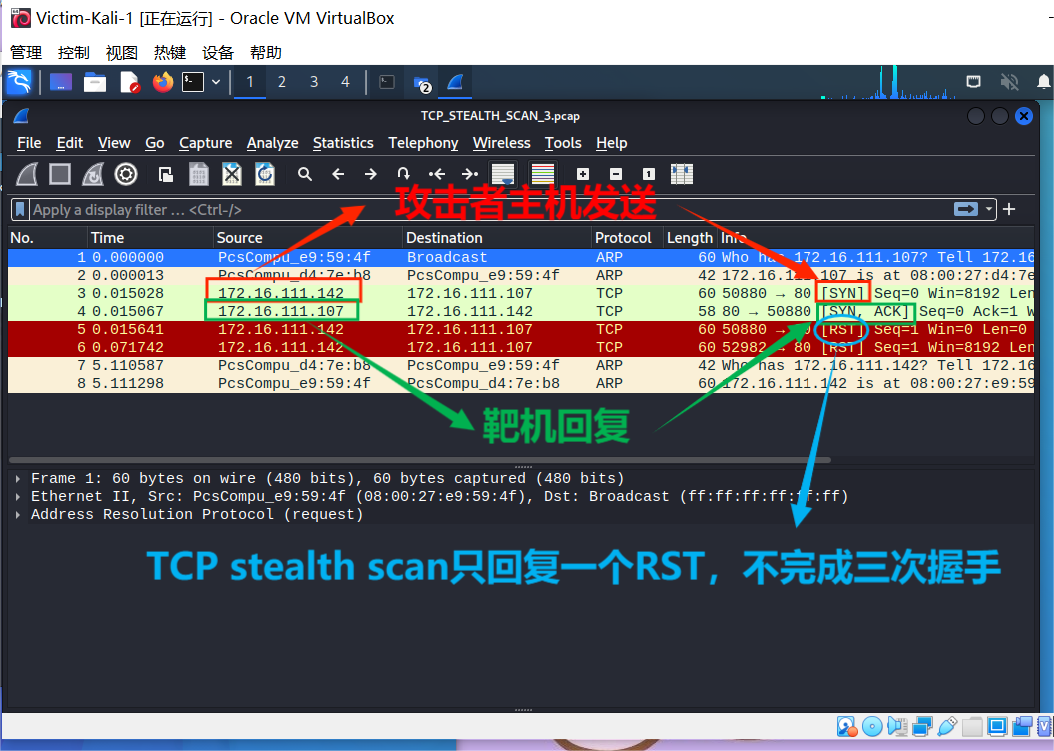 Victim-Kali-1 [正在运行] - Oracle VM VirtualBox
管理 控制 视图 热键 设备 帮助
1 2 3 4 2
TCP_STEALTH_SCAN_3.pcap
File Edit View Go Capture Analyze Statistics Telephony Wireless Tools Help
攻击者主机发送
Apply a display filter ... <Ctrl-/>
No. Time Source Destination Protocol Length Info
1 0.000000 PcsCompu_e9:59:4f Broadcast ARP 60 Who has 172.16.111.107? Tell 172.16
2 0.000013 PcsCompu_d4:7e:b8 PcsCompu_e9:59:4f ARP 42 107 is at 08:00:27:d4:7e
3 0.015028 172.16.111.142 172.16.111.107 TCP 60 50880 → 80 [SYN] Seq=0 Win=8192 Len
4 0.015067 172.16.111.107 172.16.111.142 TCP 58 80 → 50880 [SYN, ACK] Seq=0 Ack=1 W
5 0.015641 172.16.111.142 172.16.111.107 TCP 60 50880 → [RST] Seq=1 Win=0 Len=0
6 0.071742 172.16.111.142 172.16.111.107 TCP 60 52982 → 80 [RST] Seq=1 Win=8192 Len
7 5.110587 PcsCompu_d4:7e:b8 PcsCompu_e9:59:4f ARP 42 Who has 172.16.111.142? Tell 172.16
8 5.111298 PcsCompu_e9:59:4f PcsCompu_d4:7e:b8 ARP 60 172.16.111.142 is at 08:00:27:e9:59
靶机回复
Frame 1: 60 bytes on wire (480 bits), 60 bytes captured (480 bits)
Ethernet II, Src: PcsCompu_e9:59:4f (08:00:27:e9:59:4f), Dst: Broadcast (ff:ff:ff:ff:ff:ff)
Address Resolution Protocol (request)
TCP stealth scan只回复一个RST，不完成三次握手